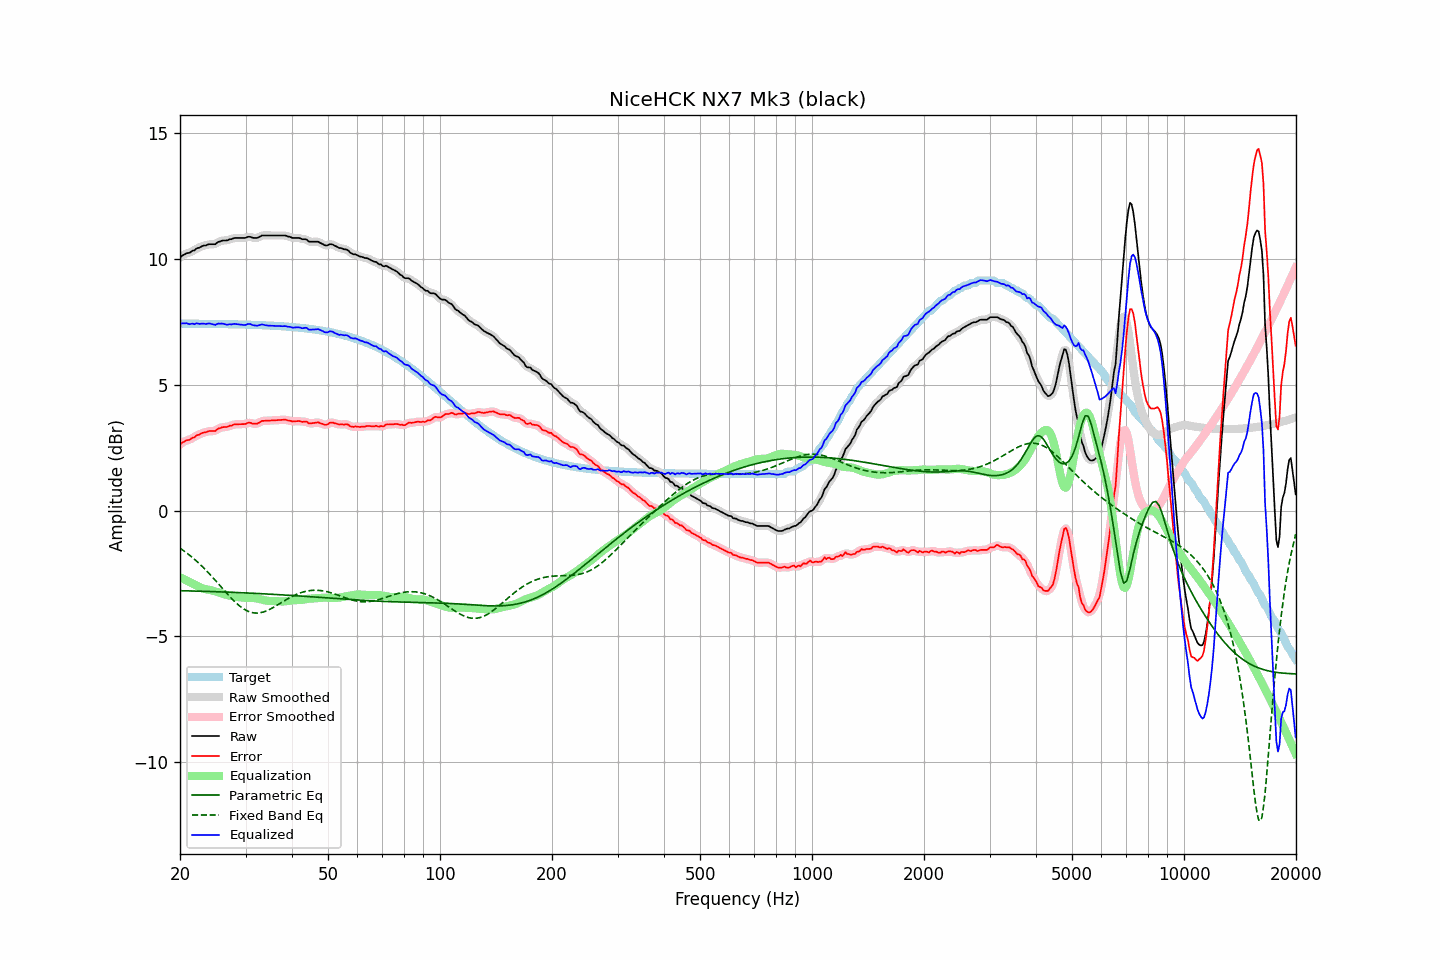 NiceHCK NX7 Mk3 (black)
Amplitude (dBr)
15
10
5
0
−5
−10
Target
Raw Smoothed
Error Smoothed
Raw
Error
Equalization
Parametric Eq
Fixed Band Eq
Equalized
20 50 100 200 500 1000 2000 5000 10000 20000
Frequency (Hz)